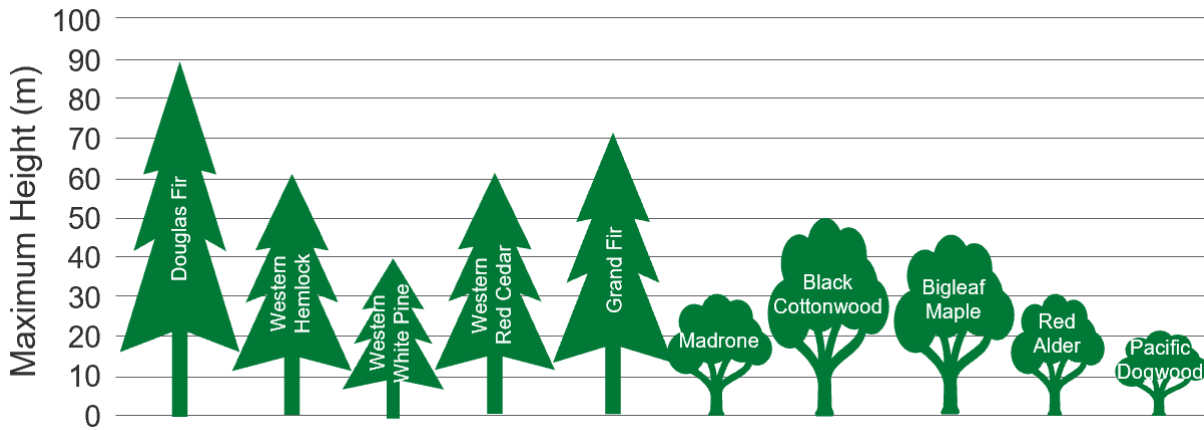 Maximum Height (m)
100
90
80
70
60
50
40
30
20
10
0
Douglas Fir
Western
Hemlock
Western
White Pine
Western
Red Cedar
Grand Fir
Madrone
Black
Cottonwood
Bigleaf
Maple
Red
Alder
Pacific
Dogwood